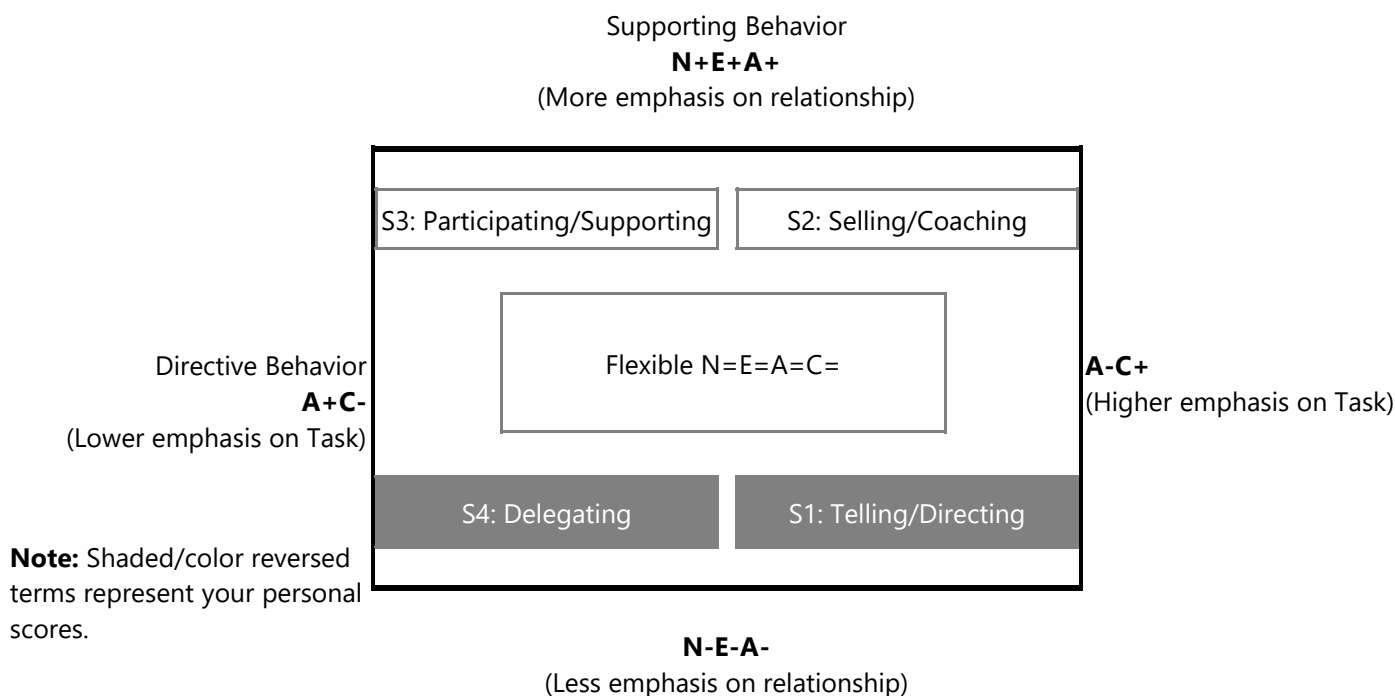 Supporting Behavior
N+E+A+
(More emphasis on relationship)
S3: Participating/Supporting
S2: Selling/Coaching
Flexible N=E=A=C=
Directive Behavior
A+C-
(Lower emphasis on Task)
A-C+
(Higher emphasis on Task)
S4: Delegating
S1: Telling/Directing
Note: Shaded/color reversed
terms represent your personal
scores.
N-E-A-
(Less emphasis on relationship)